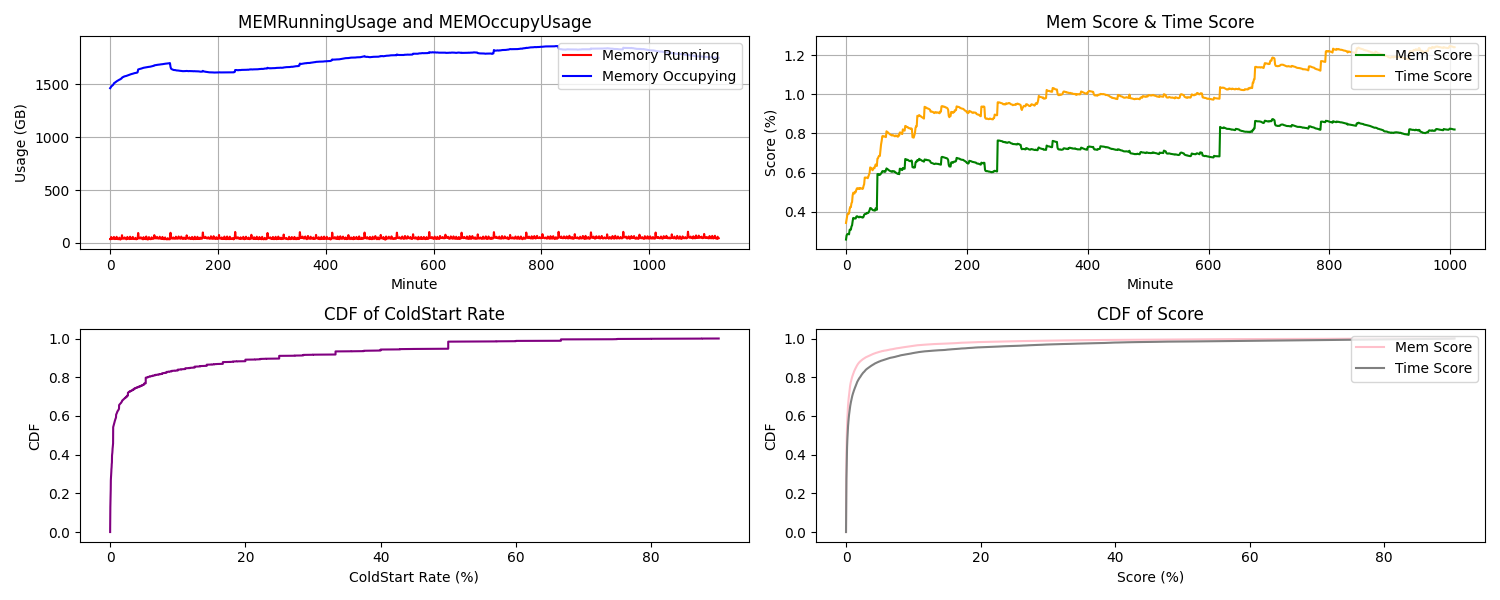 MEMRunningUsage and MEMOccupyUsage
Usage (GB)
1500
1000
500
0
Memory Running
Memory Occupying
0 200 400 600 800 1000
Minute
Mem Score & Time Score
Score (%)
1.2
1.0
0.8
0.6
0.4
Mem Score
Time Score
0 200 400 600 800 1000
Minute
CDF of ColdStart Rate
CDF
1.0
0.8
0.6
0.4
0.2
0.0
0 20 40 60 80
ColdStart Rate (%)
CDF of Score
CDF
1.0
0.8
0.6
0.4
0.2
0.0
Mem Score
Time Score
0 20 40 60 80
Score (%)